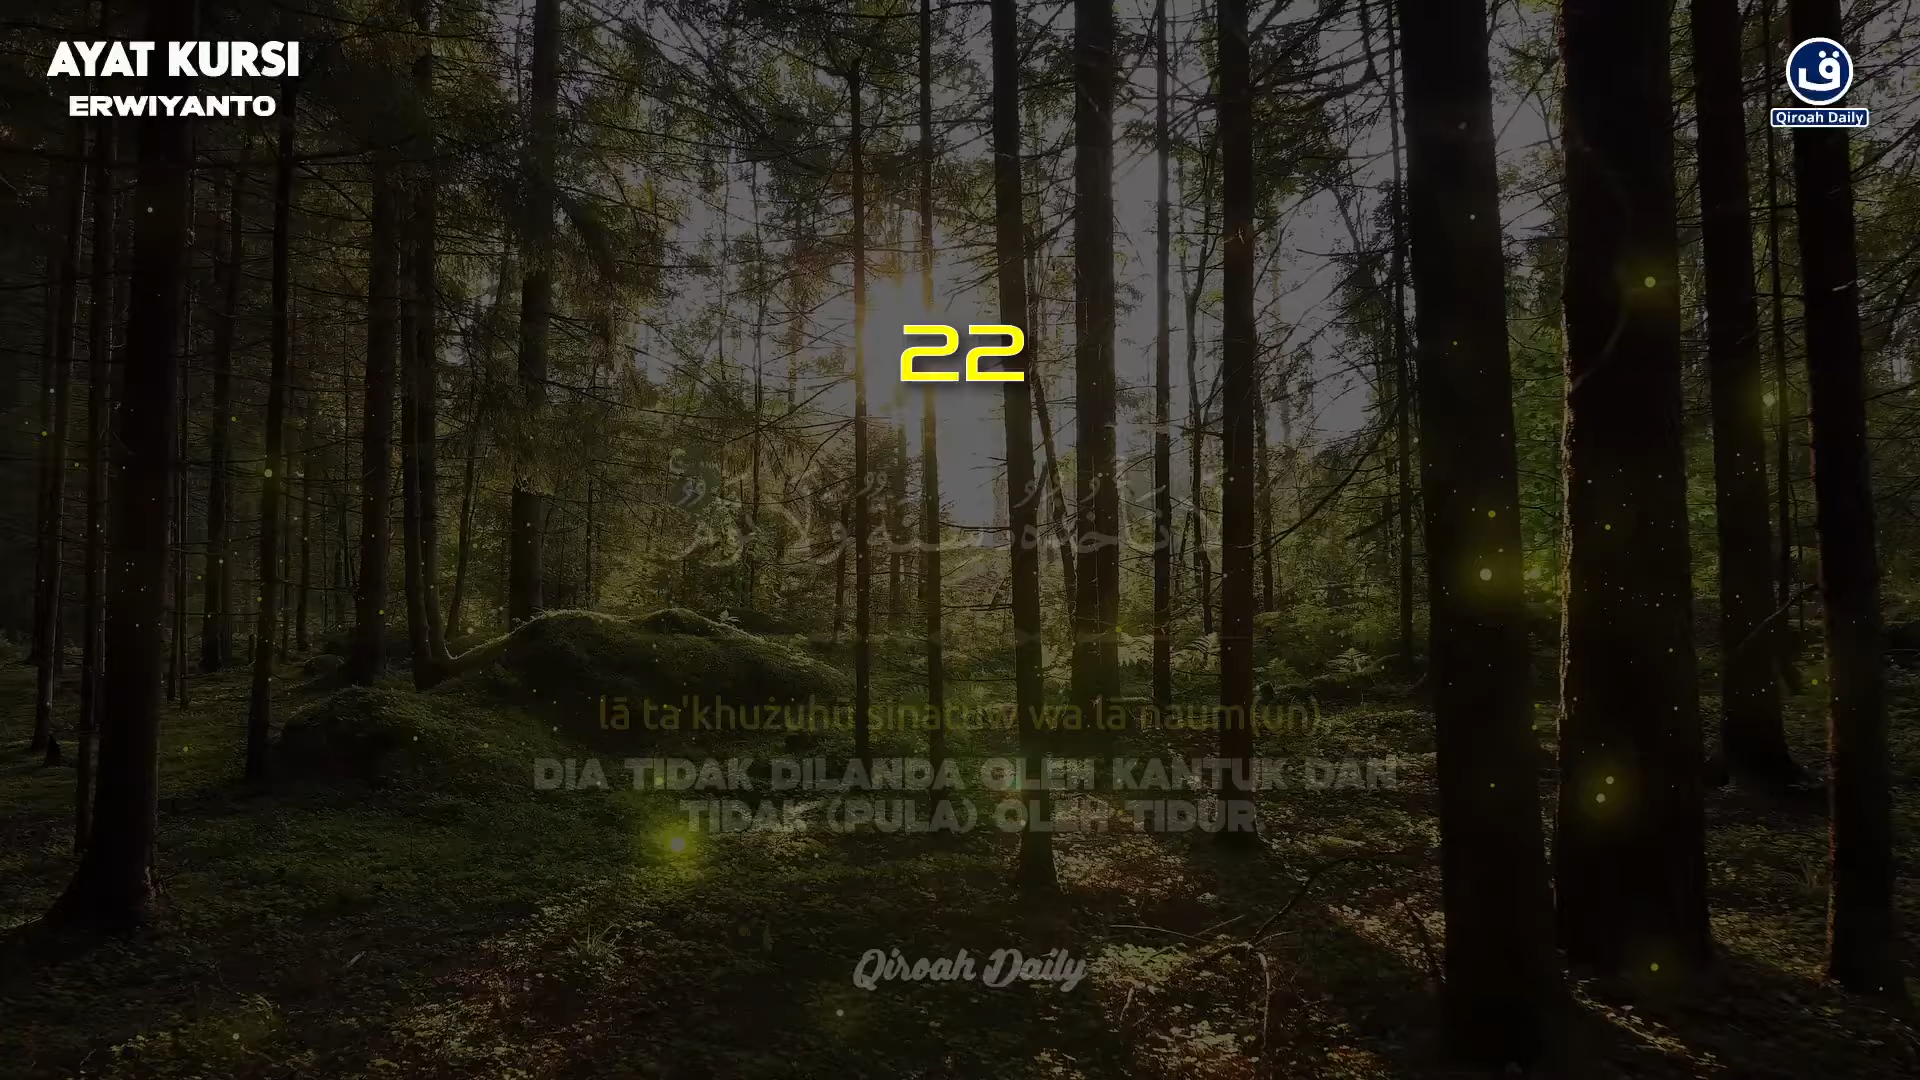 AYAT KURSI
ERWIYANTO
ق
Qiroah Daily
22
لَا تَأْخُذُهٗ سِنَةٌ وَّلَا نَوْمٌۗ
lā ta'khużuhū sinatuw wa lā naum(un),
DIA TIDAK DILANDA OLEH KANTUK DAN
TIDAK (PULA) OLEH TIDUR.
Qiroah Daily